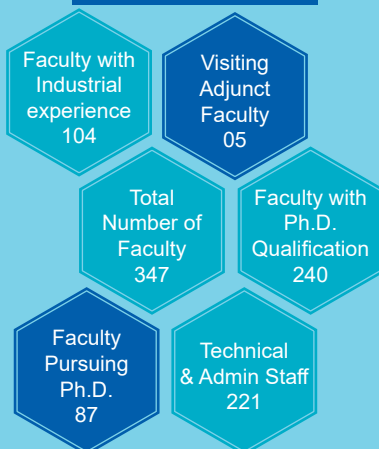 Faculty with
Industrial
experience
104
Visiting
Adjunct
Faculty
05
Total
Number of
Faculty
347
Faculty with
Ph.D.
Qualification
240
Faculty
Pursuing
Ph.D.
87
Technical
& Admin Staff
221